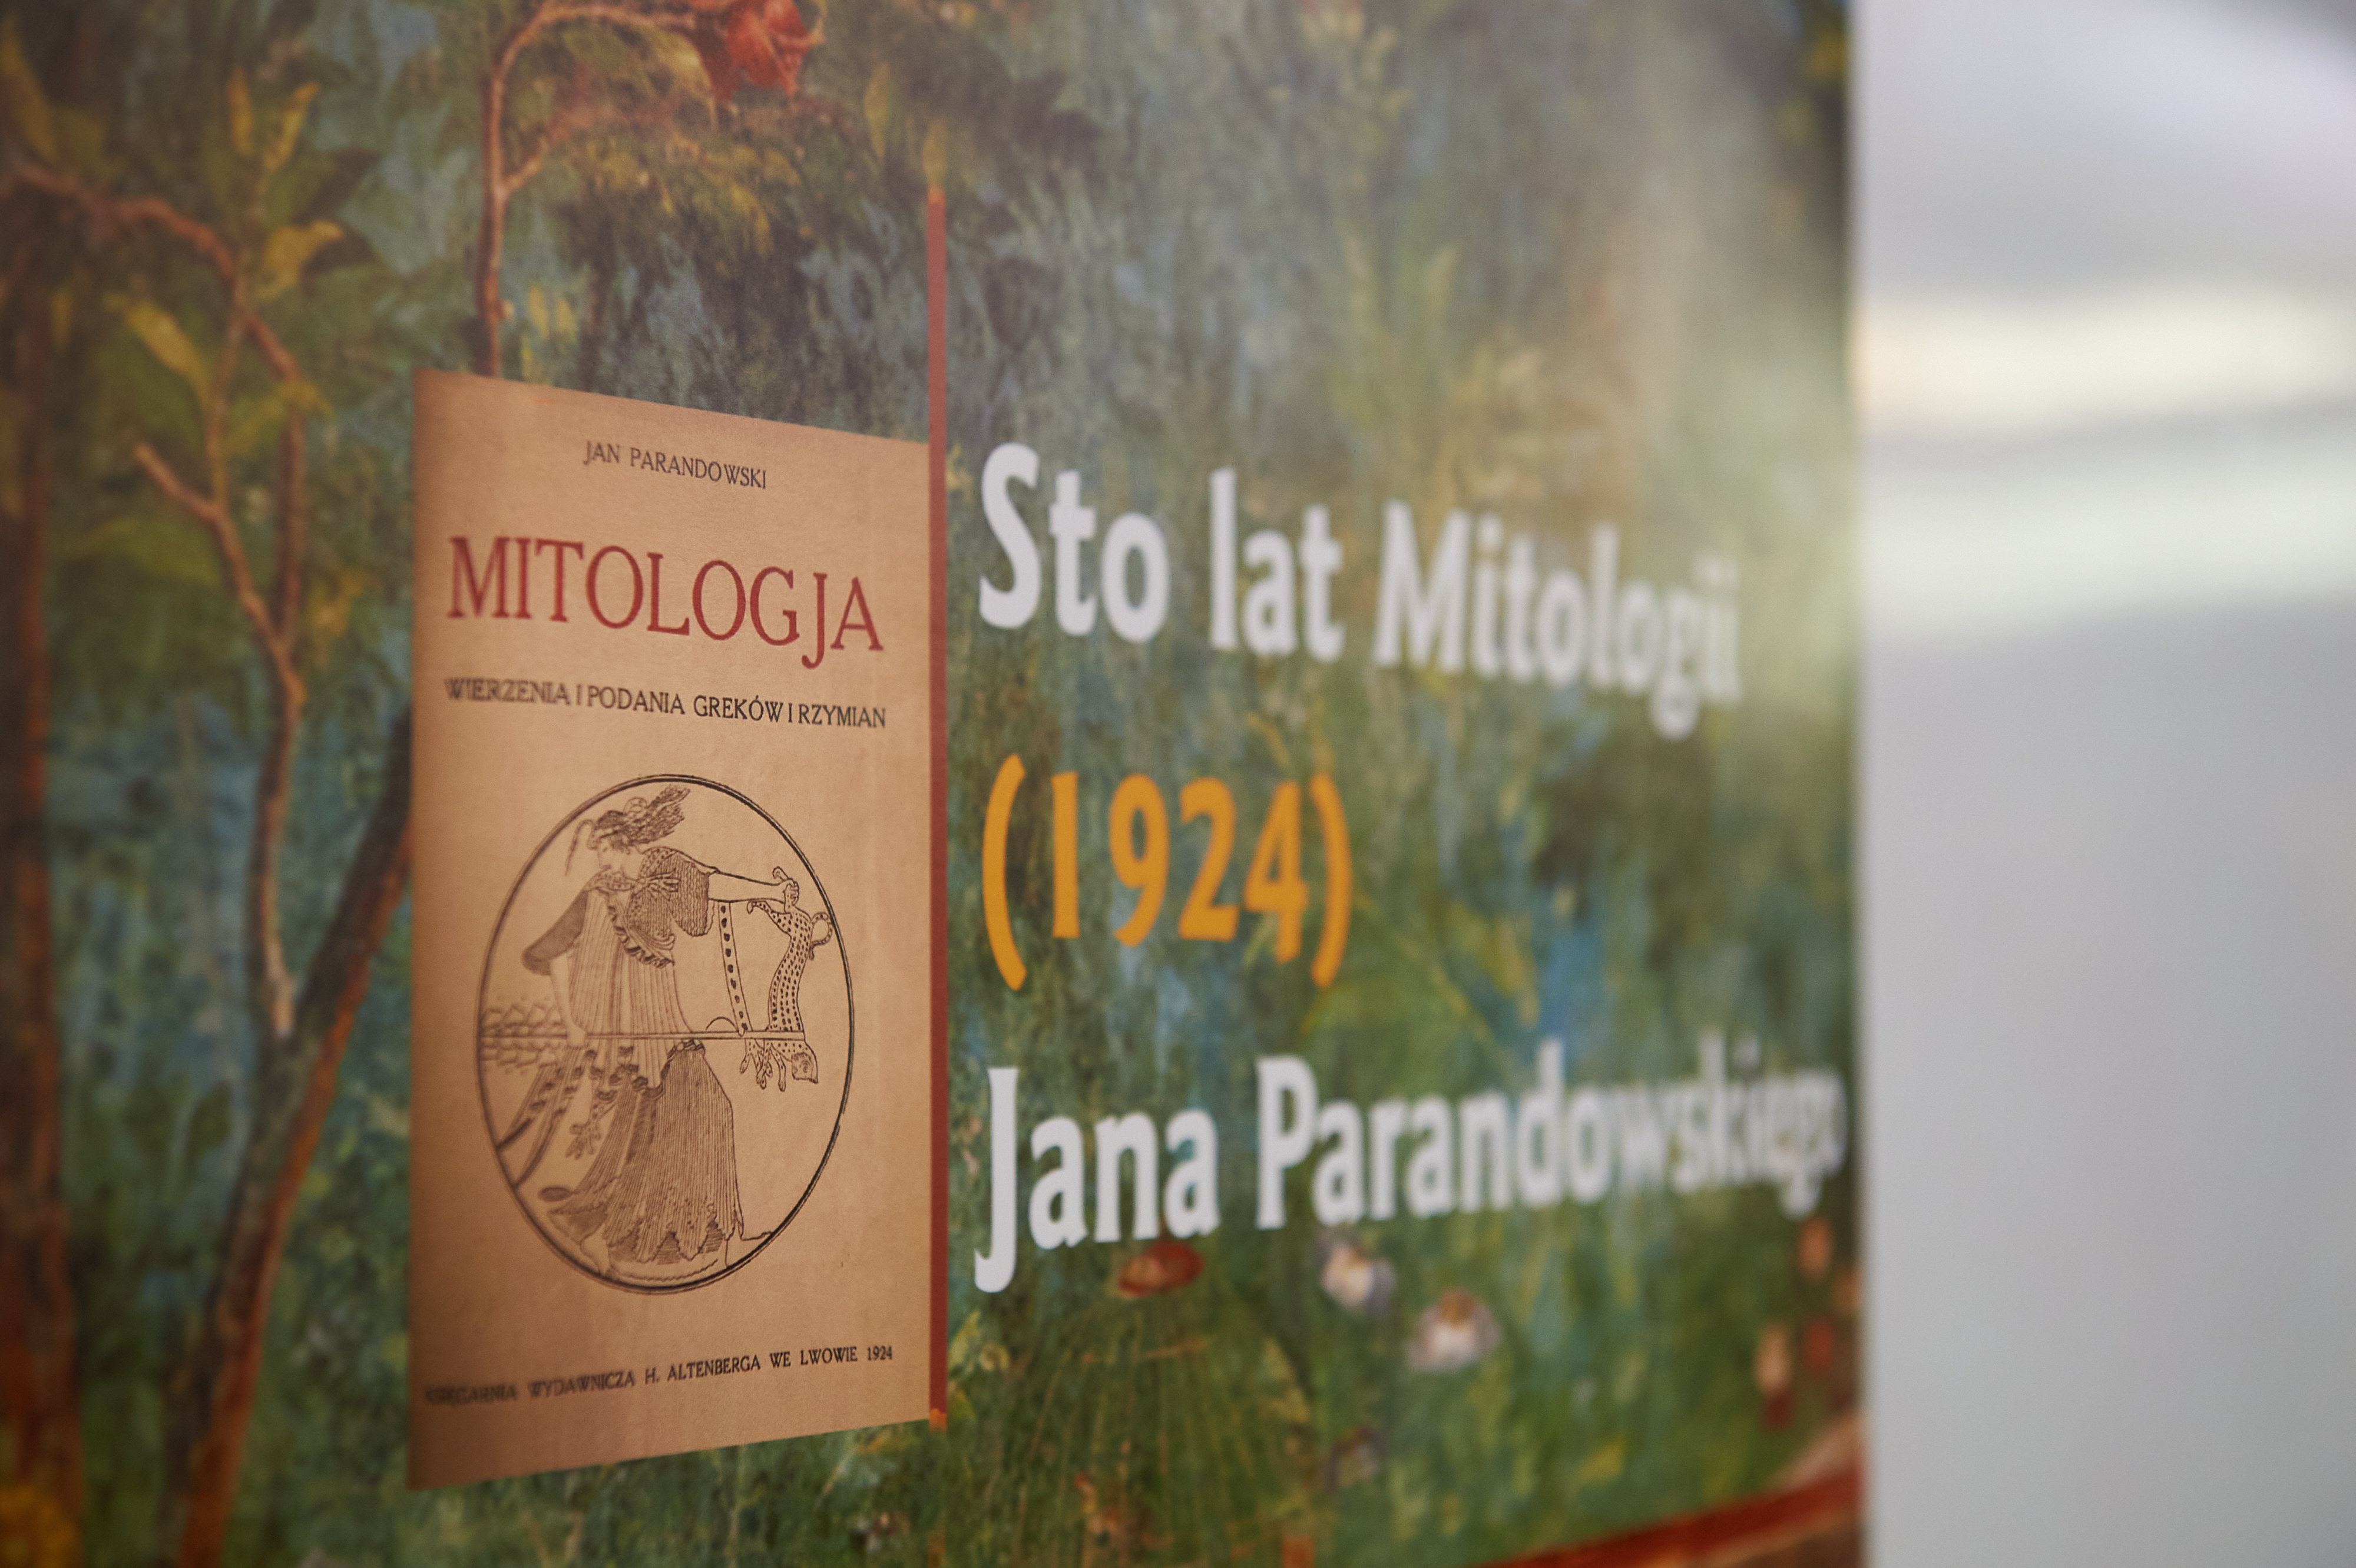 JAN PARANDOWSKI
MITOLOGJA
WIERZENIA I PODANIA GREKÓW I RZYMIAN
KSIĘGARNIA WYDAWNICZA H. ALTENBERGA WE LWOWIE 1924
Sto lat Mitologii
(1924)
Jana Parandowskiego